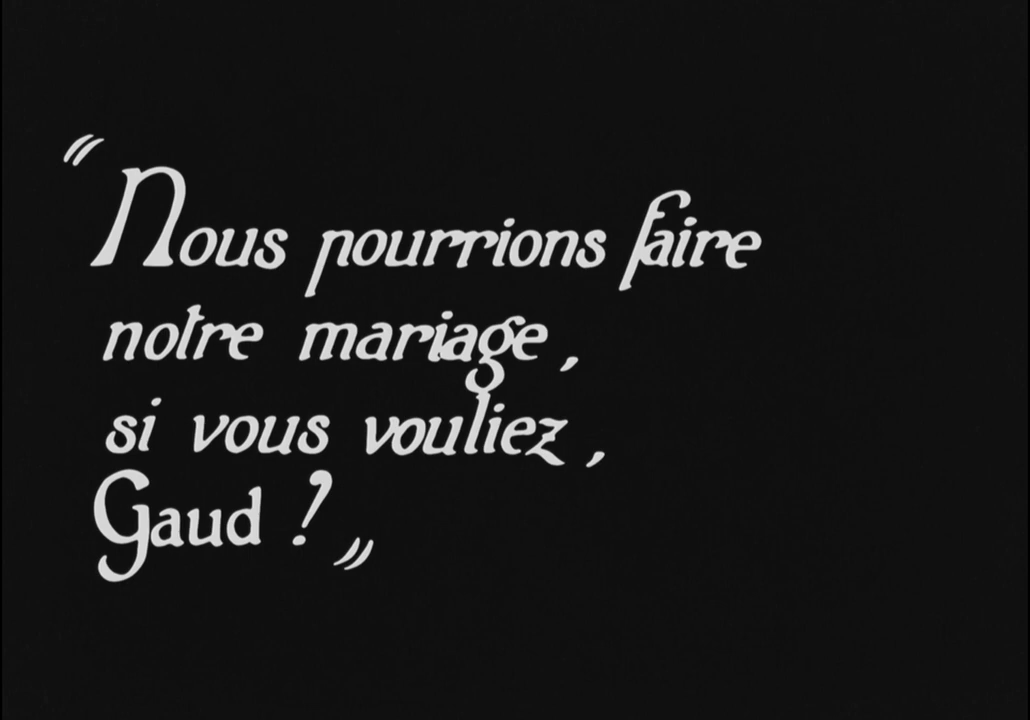 “Nous pourrions faire
notre mariage,
si vous vouliez,
Gaud ?”